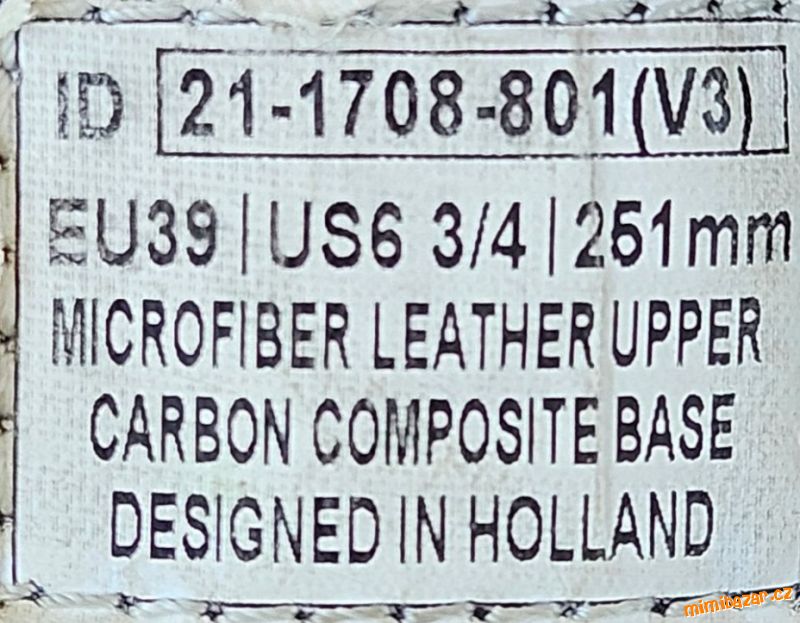 ID 21-1708-801(V3)
EU39 | US6 3/4 | 251mm
MICROFIBER LEATHER UPPER
CARBON COMPOSITE BASE
DESIGNED IN HOLLAND
mimibazar.cz